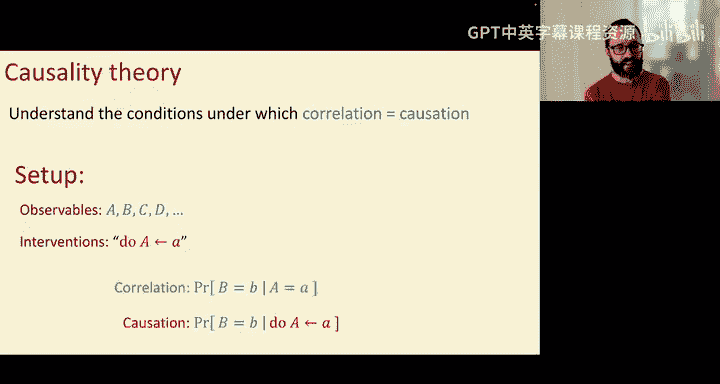 GPT中英字幕课程资源 bilibili
Causality theory
Understand the conditions under which correlation = causation
Setup:
Observables: A, B, C, D, ...
Interventions: “do A ← a”
Correlation: Pr[ B = b | A = a ]
Causation: Pr[ B = b | do A ← a ]